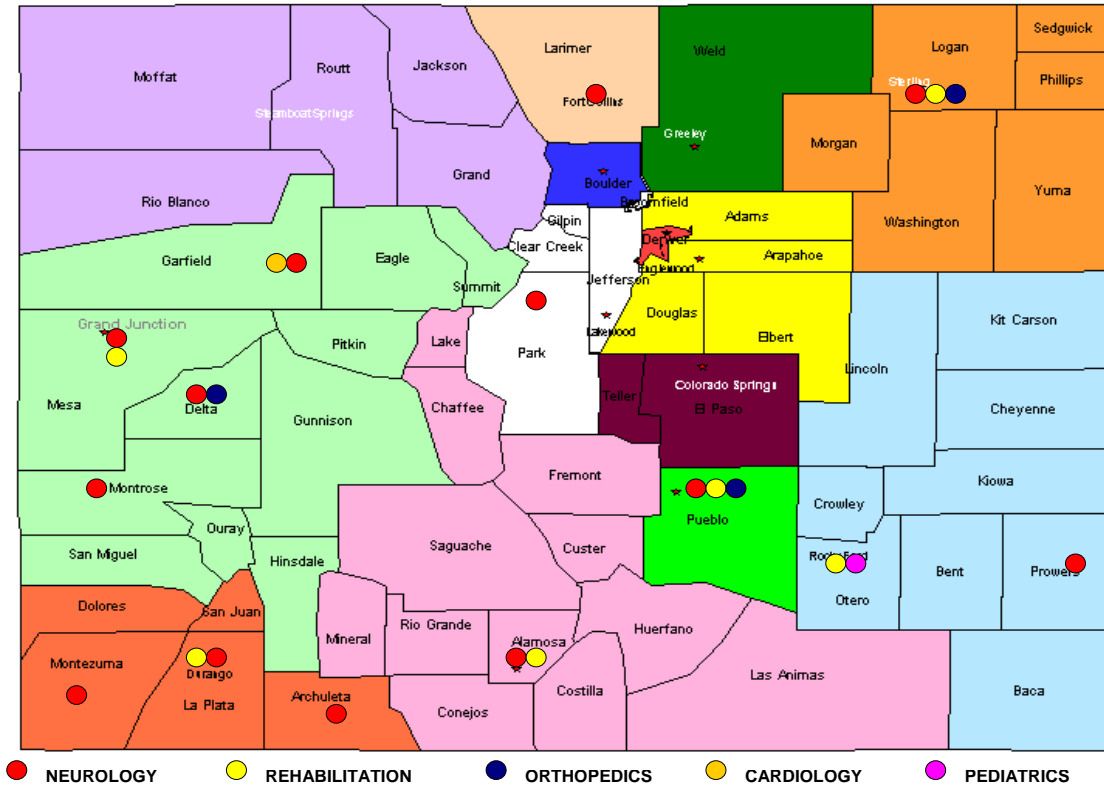 Sedgwick
Larimer
Logan
Weld
Jackson
Routt
Moffat
Phillips
Sterling
Fort Collins
Steamboat Springs
Greeley
Morgan
Grand
Boulder
Yuma
Rio Blanco
Broomfield
Adams
Gilpin
Washington
Denver
Clear Creek
Arapahoe
Eagle
Garfield
Englewood
Jefferson
Summit
Douglas
Kit Carson
Grand Junction
Lakewood
Elbert
Pitkin
Lake
Park
Lincoln
Colorado Springs
Teller
Mesa
Chaffee
El Paso
Cheyenne
Delta
Gunnison
Fremont
Kiowa
Montrose
Crowley
Pueblo
Ouray
Saguache
Custer
San Miguel
Rocky Ford
Hinsdale
Bent
Prowers
Otero
Dolores
San Juan
Rio Grande
Huerfano
Mineral
Alamosa
Montezuma
Durango
Las Animas
Costilla
Archuleta
Baca
La Plata
Conejos
NEUROLOGY
REHABILITATION
ORTHOPEDICS
CARDIOLOGY
PEDIATRICS